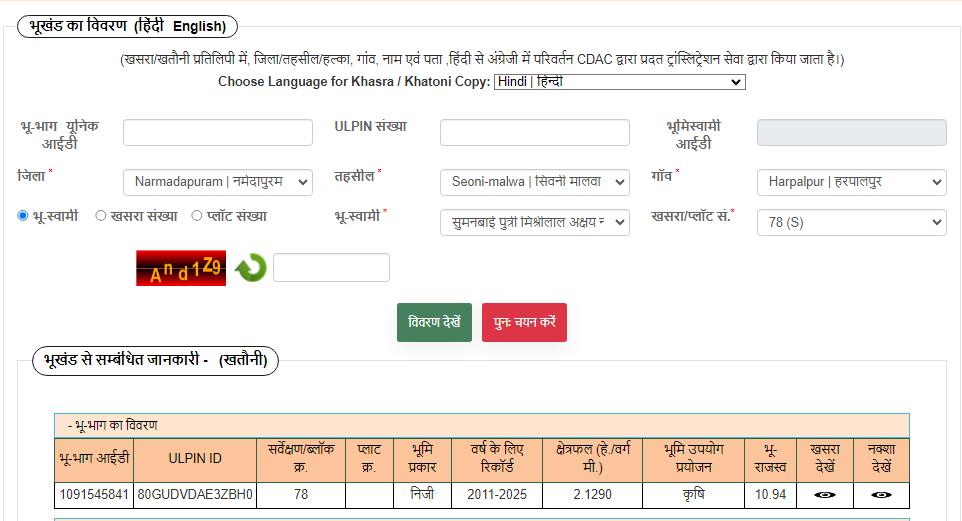 भूखंड का विवरण (हिंदी English)
(खसरा/खतौनी प्रतिलिपी में, जिला/तहसील/हल्का, गांव, नाम एवं पता ,हिंदी से अंग्रेजी में परिवर्तन CDAC द्वारा प्रदत ट्रांस्लिट्रेशन सेवा द्वारा किया जाता है।)
Choose Language for Khasra / Khatoni Copy: Hindi | हिन्दी
भू-भाग यूनिक आईडी
ULPIN संख्या
भूमिस्वामी आईडी
जिला * Narmadapuram | नर्मदापुरम तहसील * Seoni-malwa | सिवनी मालवा गाँव * Harpalpur | हरपालपुर
भू-स्वामी खसरा संख्या प्लॉट संख्या भू-स्वामी * सुमनबाई पुत्री मिश्रीलाल अक्षय खसरा/प्लॉट सं.* 78 (S)
And1Z9
विवरण देखें पुनः चयन करें
भूखंड से सम्बंधित जानकारी - (खतौनी)
- भू-भाग का विवरण
भू-भाग आईडी ULPIN ID सर्वेक्षण/ब्लॉक क्र. प्लाट क्र. भूमि प्रकार वर्ष के लिए रिकॉर्ड क्षेत्रफल (हे./वर्ग मी.) भूमि उपयोग प्रयोजन भू-राजस्व खसरा देखें नक्शा देखें
1091545841 80GUDVDAE3ZBH0 78 निजी 2011-2025 2.1290 कृषि 10.94